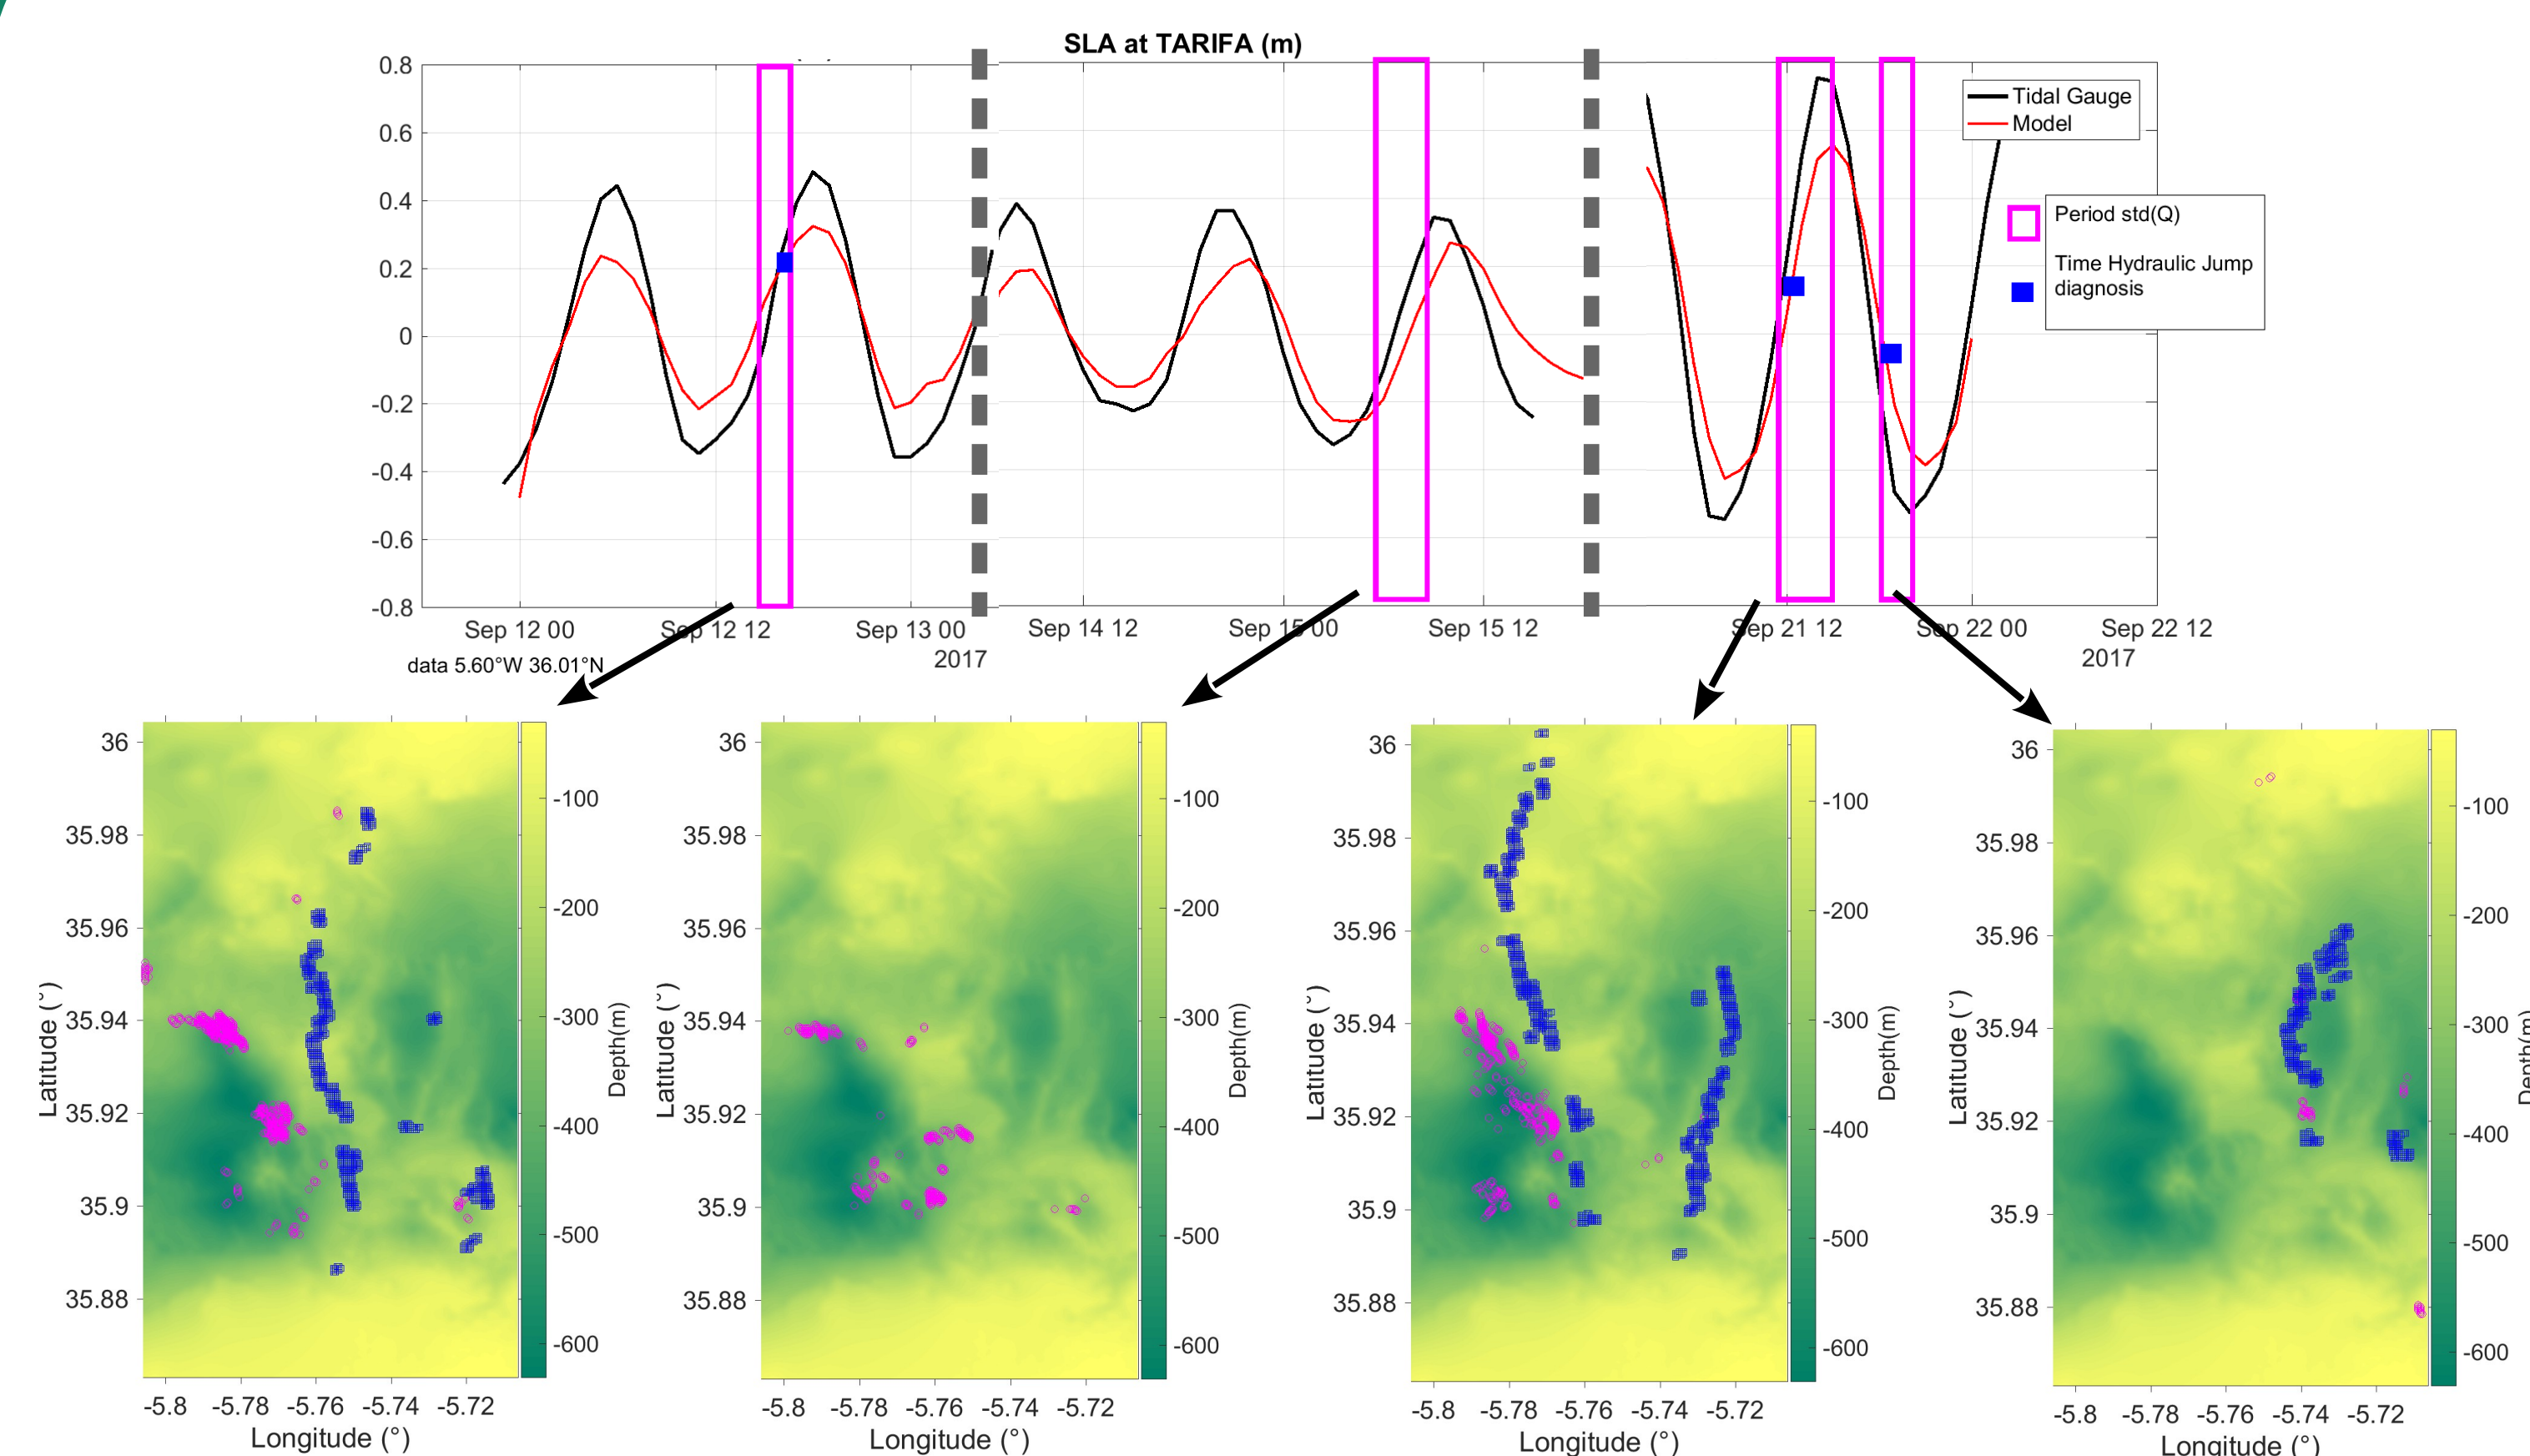 SLA at TARIFA (m)
0.8
0.6
0.4
0.2
0
-0.2
-0.4
-0.6
-0.8
Tidal Gauge
Model
Period std(Q)
Time Hydraulic Jump
diagnosis
Sep 12 00 Sep 12 12 Sep 13 00 Sep 14 12 Sep 15 00 Sep 15 12 Sep 21 12 Sep 22 00 Sep 22 12
2017 2017
data 5.60°W 36.01°N
36
35.98
35.96
35.94
35.92
35.9
35.88
Latitude (°)
-5.8 -5.78 -5.76 -5.74 -5.72
Longitude (°)
-100
-200
-300
-400
-500
-600
Depth(m)
36
35.98
35.96
35.94
35.92
35.9
35.88
Latitude (°)
-5.8 -5.78 -5.76 -5.74 -5.72
Longitude (°)
-100
-200
-300
-400
-500
-600
Depth(m)
36
35.98
35.96
35.94
35.92
35.9
35.88
Latitude (°)
-5.8 -5.78 -5.76 -5.74 -5.72
Longitude (°)
-100
-200
-300
-400
-500
-600
Depth(m)
36
35.98
35.96
35.94
35.92
35.9
35.88
Latitude (°)
-5.8 -5.78 -5.76 -5.74 -5.72
Longitude (°)
-100
-200
-300
-400
-500
-600
Depth(m)